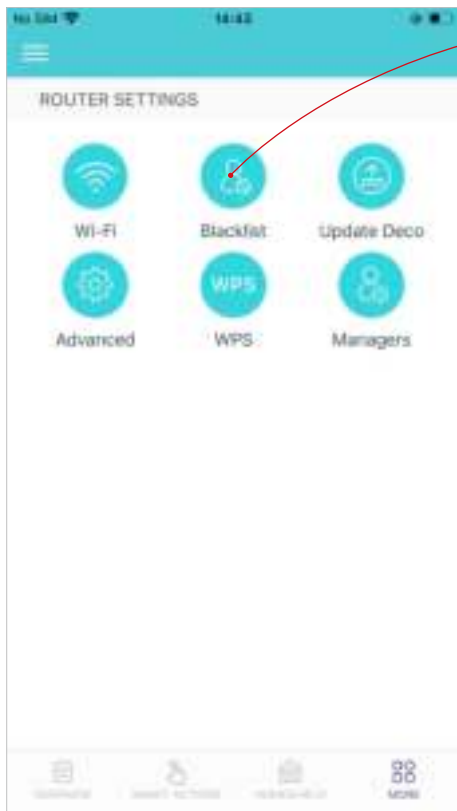 No SIM 14:43
ROUTER SETTINGS
Wi-Fi Blacklist Update Deco
WPS
Advanced WPS Managers
MORE